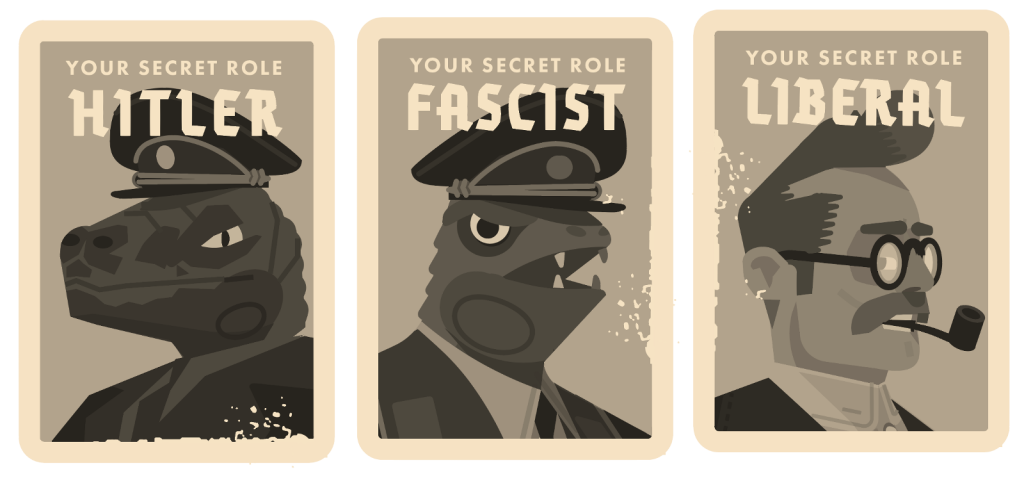 YOUR SECRET ROLE
HITLER
YOUR SECRET ROLE
FASCIST
YOUR SECRET ROLE
LIBERAL